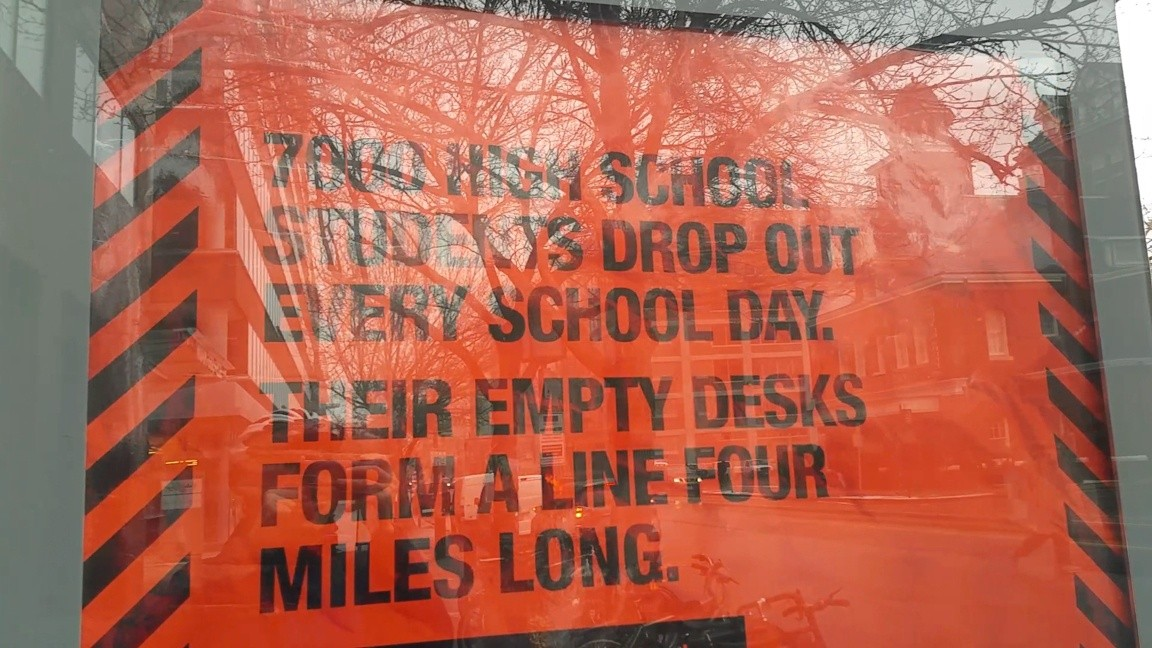 7000 HIGH SCHOOL
STUDENTS DROP OUT
EVERY SCHOOL DAY.
THEIR EMPTY DESKS
FORM A LINE FOUR
MILES LONG.